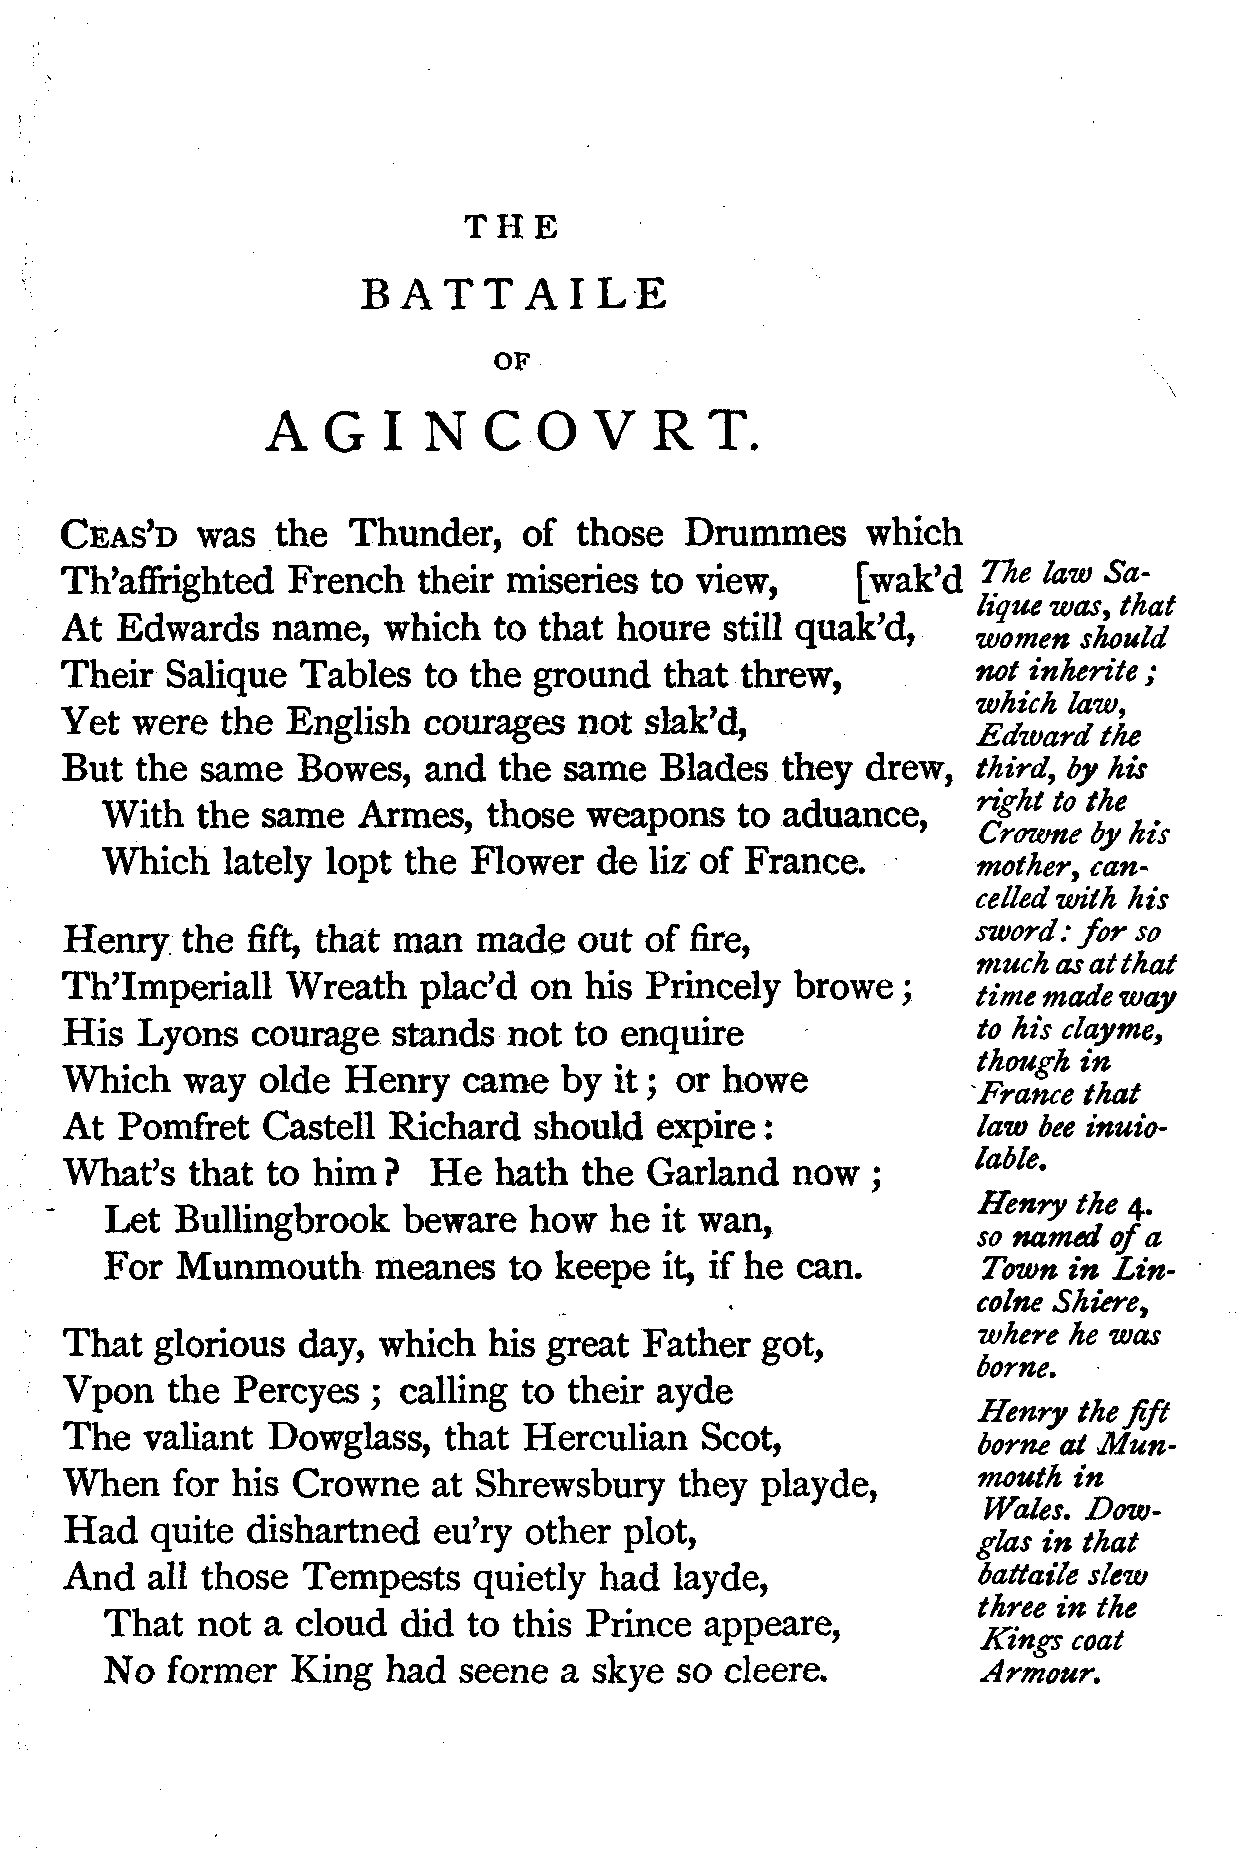 THE
BATTAILE
OF
AGINCOVRT.
CEAS'D was the Thunder, of those Drummes which
Th'affrighted French their miseries to view, [wak'd
At Edwards name, which to that houre still quak'd,
Their Salique Tables to the ground that threw,
Yet were the English courages not slak'd,
But the same Bowes, and the same Blades they drew,
With the same Armes, those weapons to aduance,
Which lately lopt the Flower de liz of France.
Henry the fift, that man made out of fire,
Th'Imperiall Wreath plac'd on his Princely browe ;
His Lyons courage stands not to enquire
Which way olde Henry came by it ; or howe
At Pomfret Castell Richard should expire :
What's that to him ? He hath the Garland now ;
Let Bullingbrook beware how he it wan,
For Munmouth meanes to keepe it, if he can.
That glorious day, which his great Father got,
Vpon the Percyes ; calling to their ayde
The valiant Dowglass, that Herculian Scot,
When for his Crowne at Shrewsbury they playde,
Had quite dishartned eu'ry other plot,
And all those Tempests quietly had layde,
That not a cloud did to this Prince appeare,
No former King had seene a skye so cleere.
The law Sa-
lique was, that
women should
not inherite ;
which law,
Edward the
third, by his
right to the
Crowne by his
mother, can-
celled with his
sword : for so
much as at that
time made way
to his clayme,
though in
France that
law bee inuio-
lable.
Henry the 4.
so named of a
Town in Lin-
colne Shiere,
where he was
borne.
Henry the fift
borne at Mun-
mouth in
Wales. Dow-
glas in that
battaile slew
three in the
Kings coat
Armour.